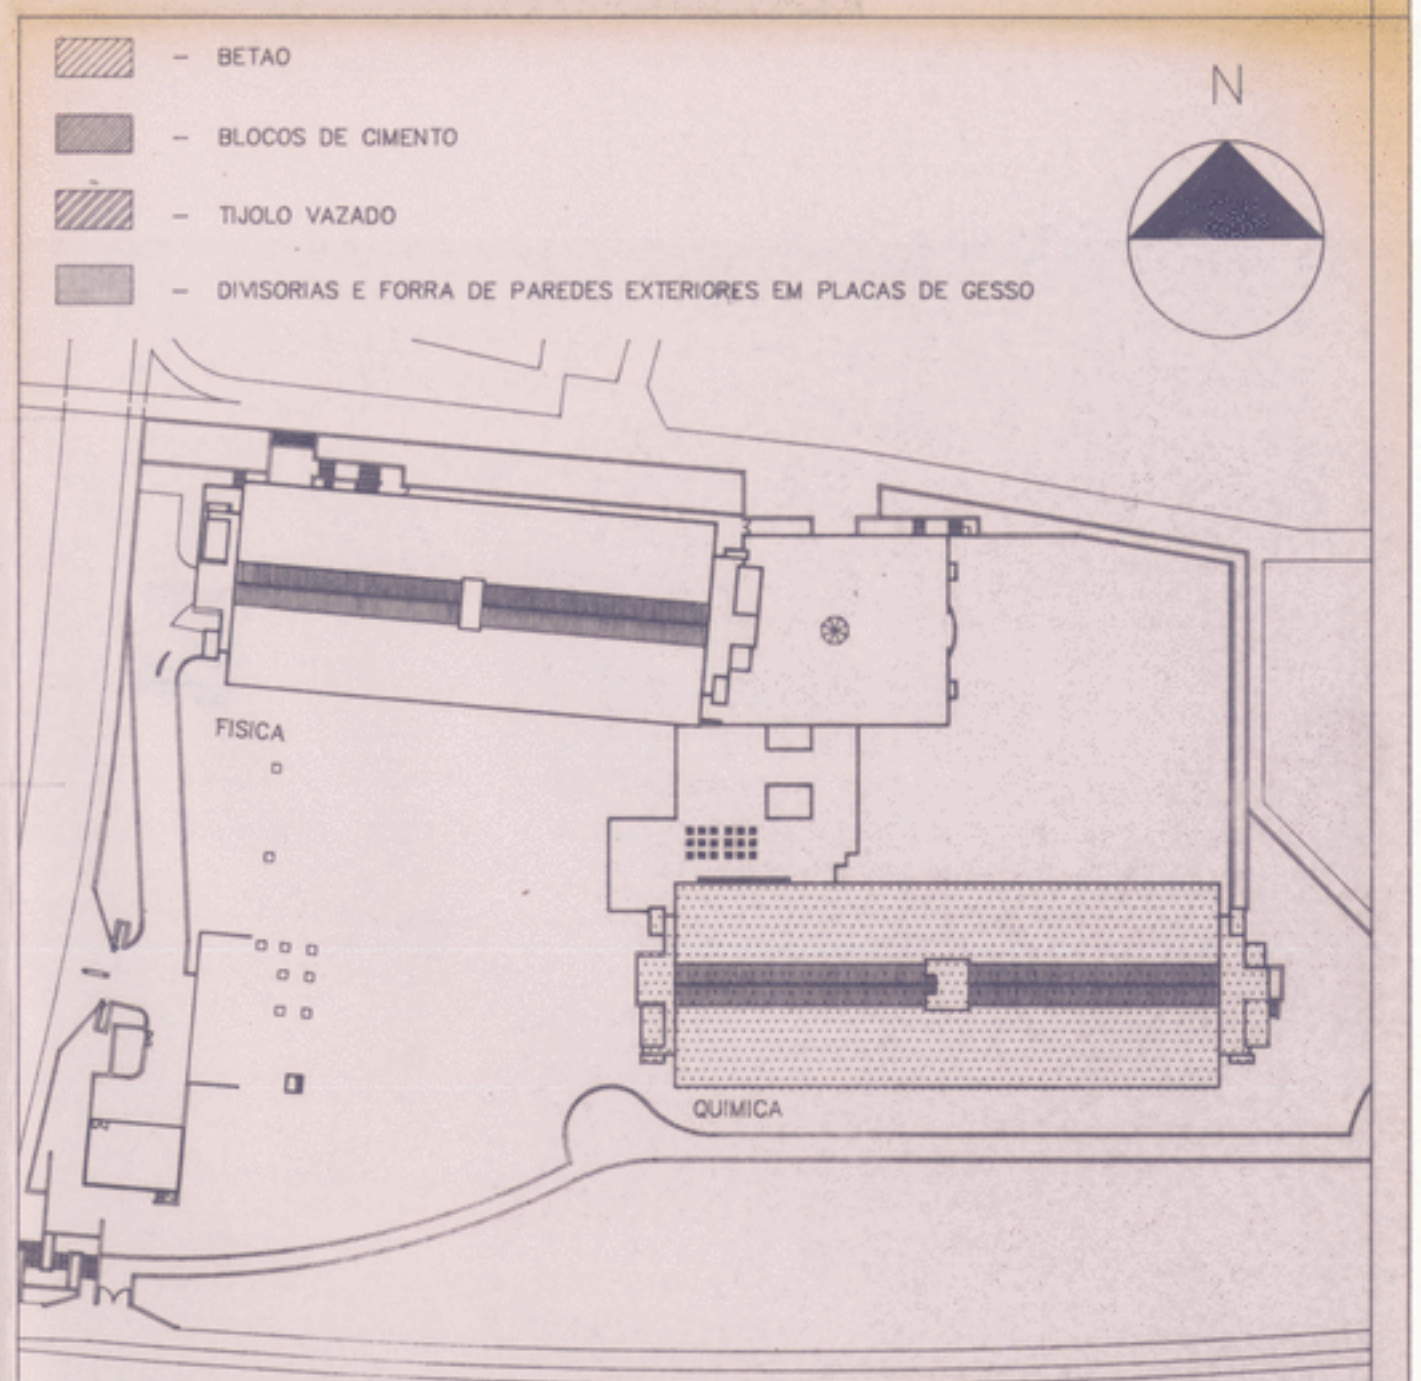 - BETAO
N
- BLOCOS DE CIMENTO
- TIJOLO VAZADO
- DIVISORIAS E FORRA DE PAREDES EXTERIORES EM PLACAS DE GESSO
FISICA
QUIMICA